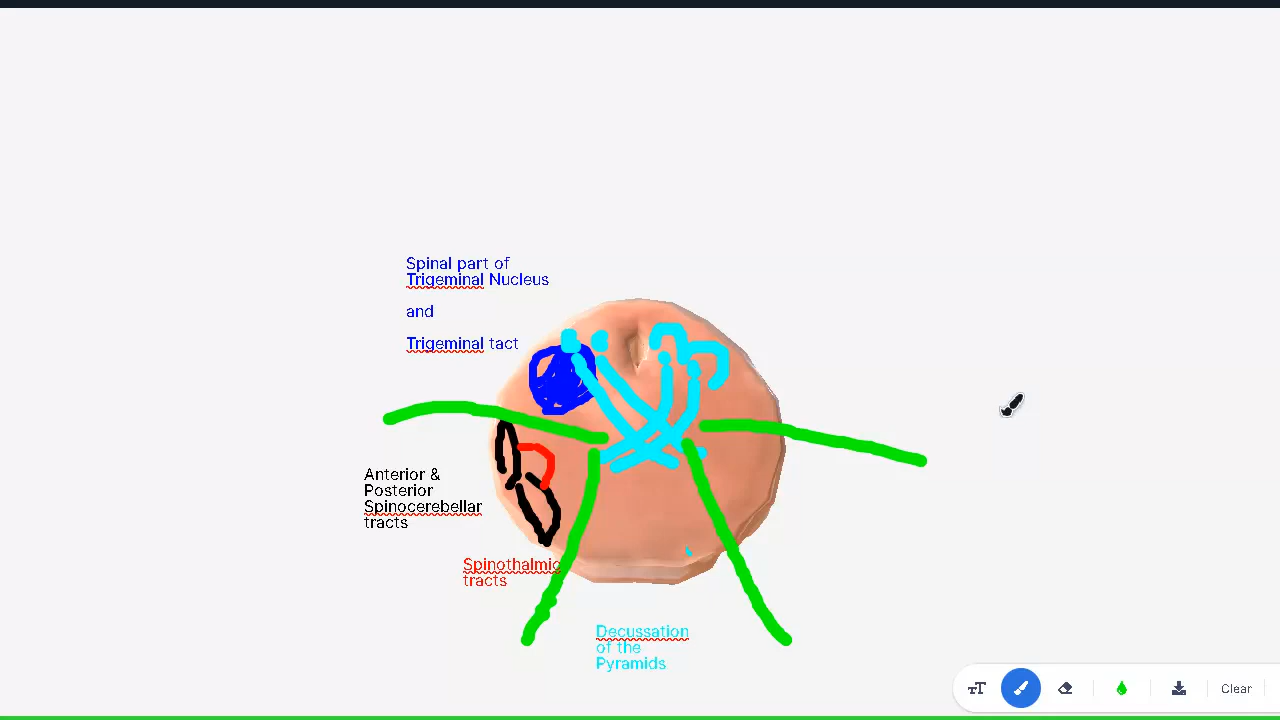 Spinal part of
Trigeminal Nucleus
and
Trigeminal tact
Anterior &
Posterior
Spinocerebellar
tracts
Spinothalmic
tracts
Decussation
of the
Pyramids
TT
Clear